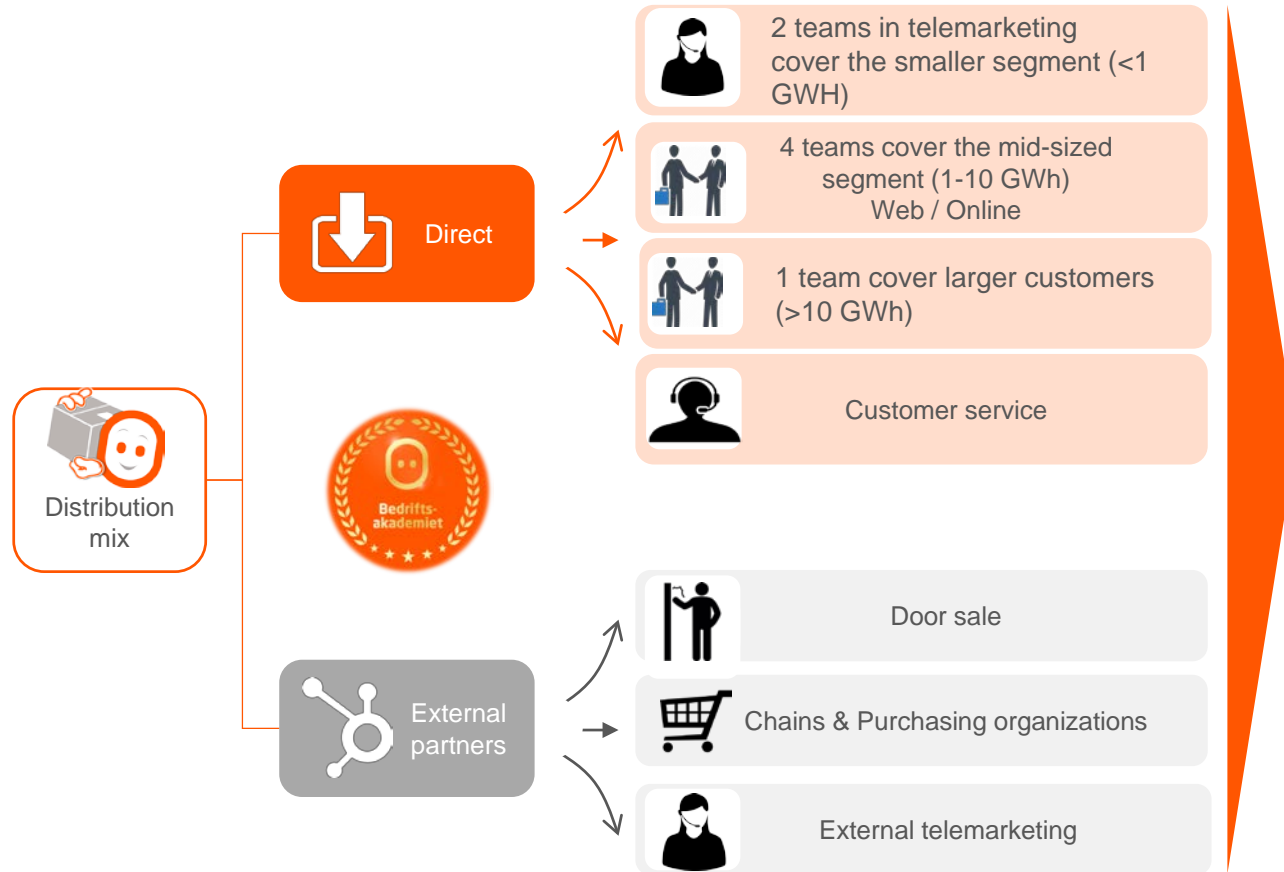 2 teams in telemarketing
cover the smaller segment (<1
GWH)
4 teams cover the mid-sized
segment (1-10 GWh)
Web / Online
Direct
1 team cover larger customers
(>10 GWh)
Customer service
Distribution
mix
Bedrifts-
akademiet
Door sale
External
partners
Chains & Purchasing organizations
External telemarketing